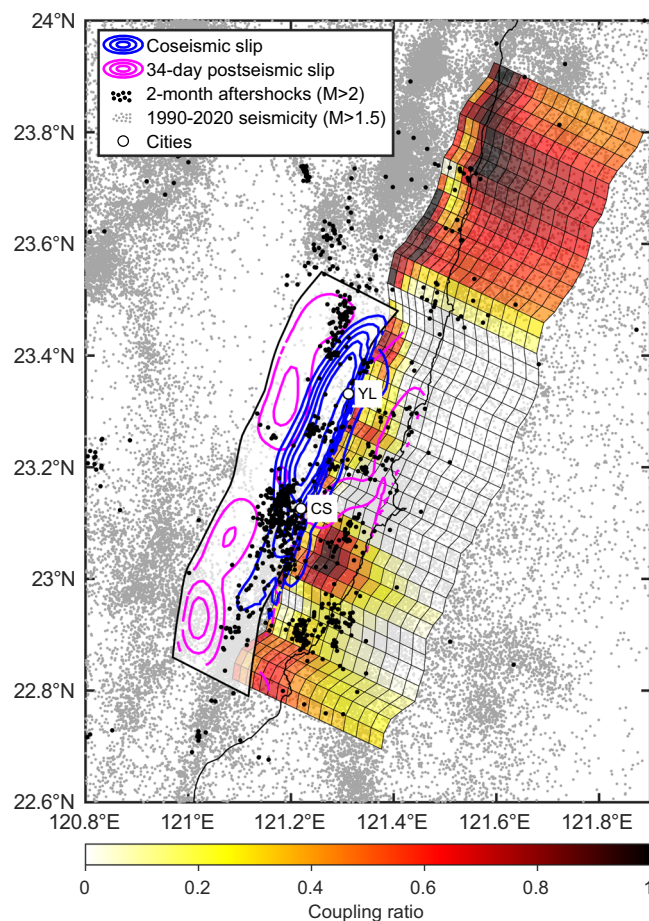 24°N
23.8°N
23.6°N
23.4°N
23.2°N
23°N
22.8°N
22.6°N
Coseismic slip
34-day postseismic slip
2-month aftershocks (M>2)
1990-2020 seismicity (M>1.5)
Cities
YL
CS
120.8°E 121°E 121.2°E 121.4°E 121.6°E 121.8°E
0 0.2 0.4 0.6 0.8 1
Coupling ratio